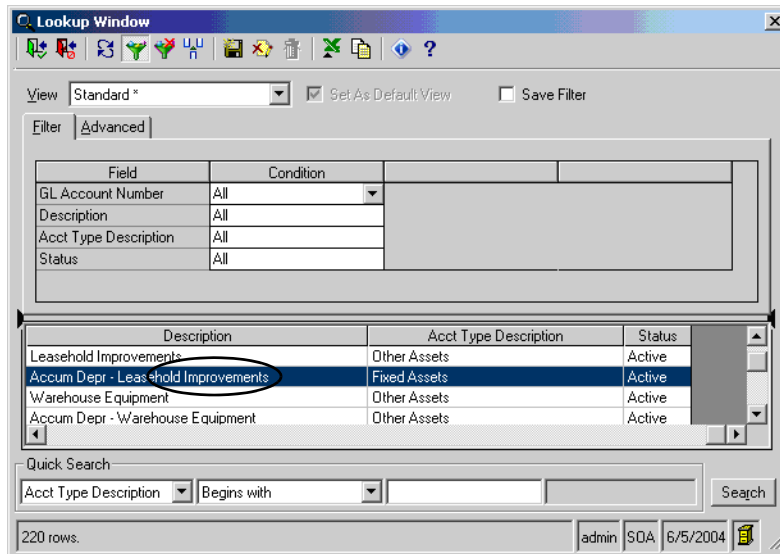 Lookup Window
View Standard * Set As Default View Save Filter
Filter Advanced
Field Condition
GL Account Number All
Description All
Acct Type Description All
Status All
Description Acct Type Description Status
Leasehold Improvements Other Assets Active
Accum Depr - Leasehold Improvements Fixed Assets Active
Warehouse Equipment Other Assets Active
Accum Depr - Warehouse Equipment Other Assets Active
Quick Search
Acct Type Description Begins with Search
220 rows. admin SOA 6/5/2004